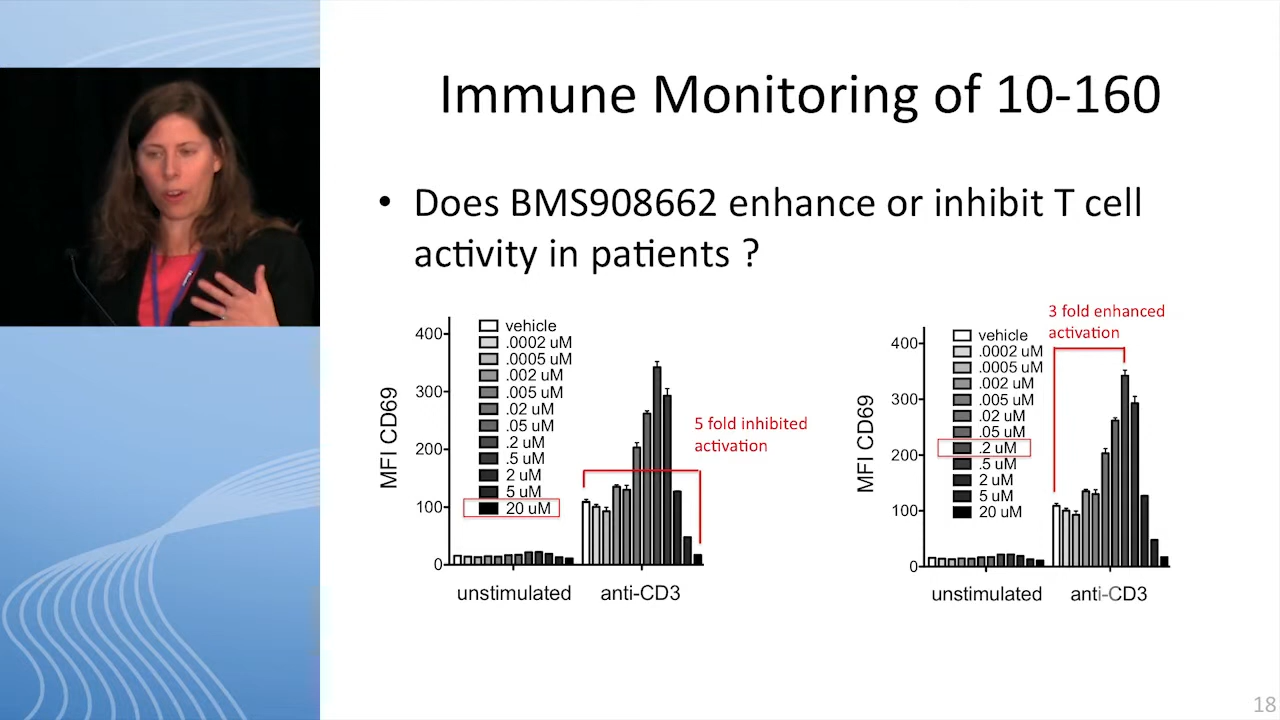 Immune Monitoring of 10-160
• Does BMS908662 enhance or inhibit T cell
activity in patients ?
MFI CD69
400
300
200
100
0
vehicle
.0002 uM
.0005 uM
.002 uM
.005 uM
.02 uM
.05 uM
.2 uM
.5 uM
2 uM
5 uM
20 uM
5 fold inhibited
activation
unstimulated
anti-CD3
3 fold enhanced
activation
MFI CD69
400
300
200
100
0
vehicle
.0002 uM
.0005 uM
.002 uM
.005 uM
.02 uM
.05 uM
.2 uM
.5 uM
2 uM
5 uM
20 uM
unstimulated
anti-CD3
18